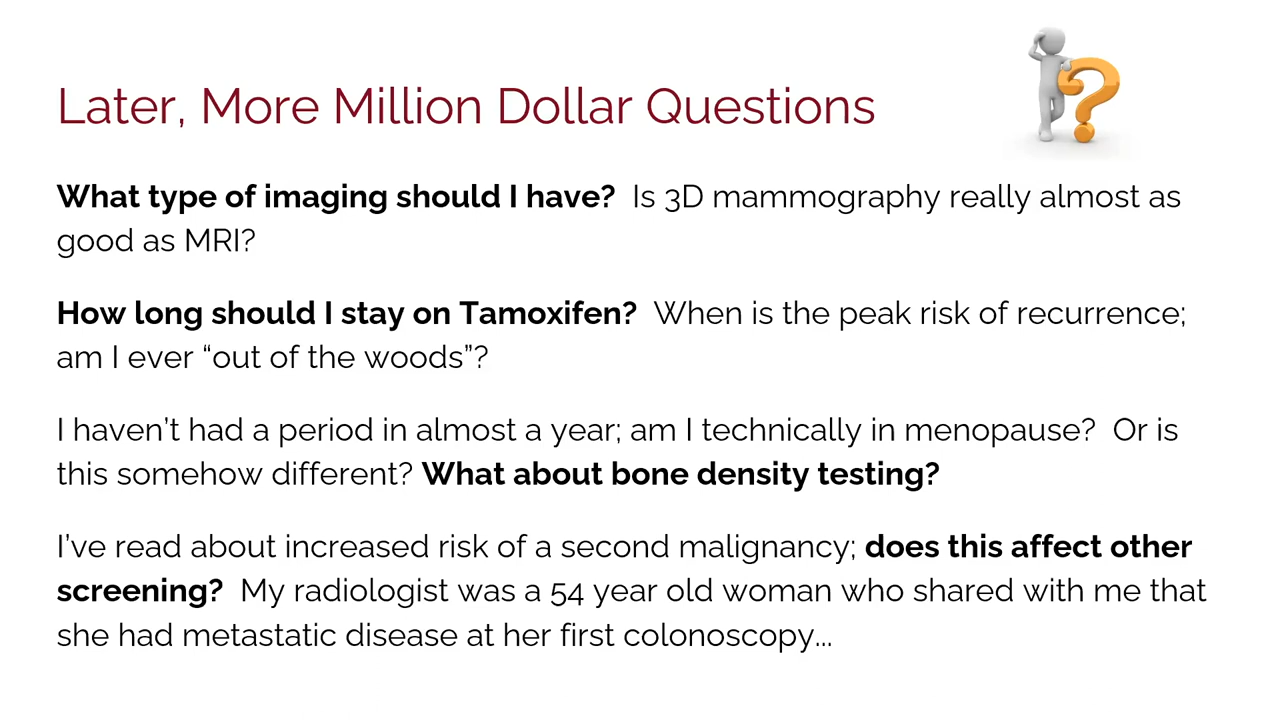 Later, More Million Dollar Questions
What type of imaging should I have?  Is 3D mammography really almost as
good as MRI?
How long should I stay on Tamoxifen?  When is the peak risk of recurrence;
am I ever “out of the woods”?
I haven’t had a period in almost a year; am I technically in menopause?  Or is
this somehow different? What about bone density testing?
I’ve read about increased risk of a second malignancy; does this affect other
screening?  My radiologist was a 54 year old woman who shared with me that
she had metastatic disease at her first colonoscopy...